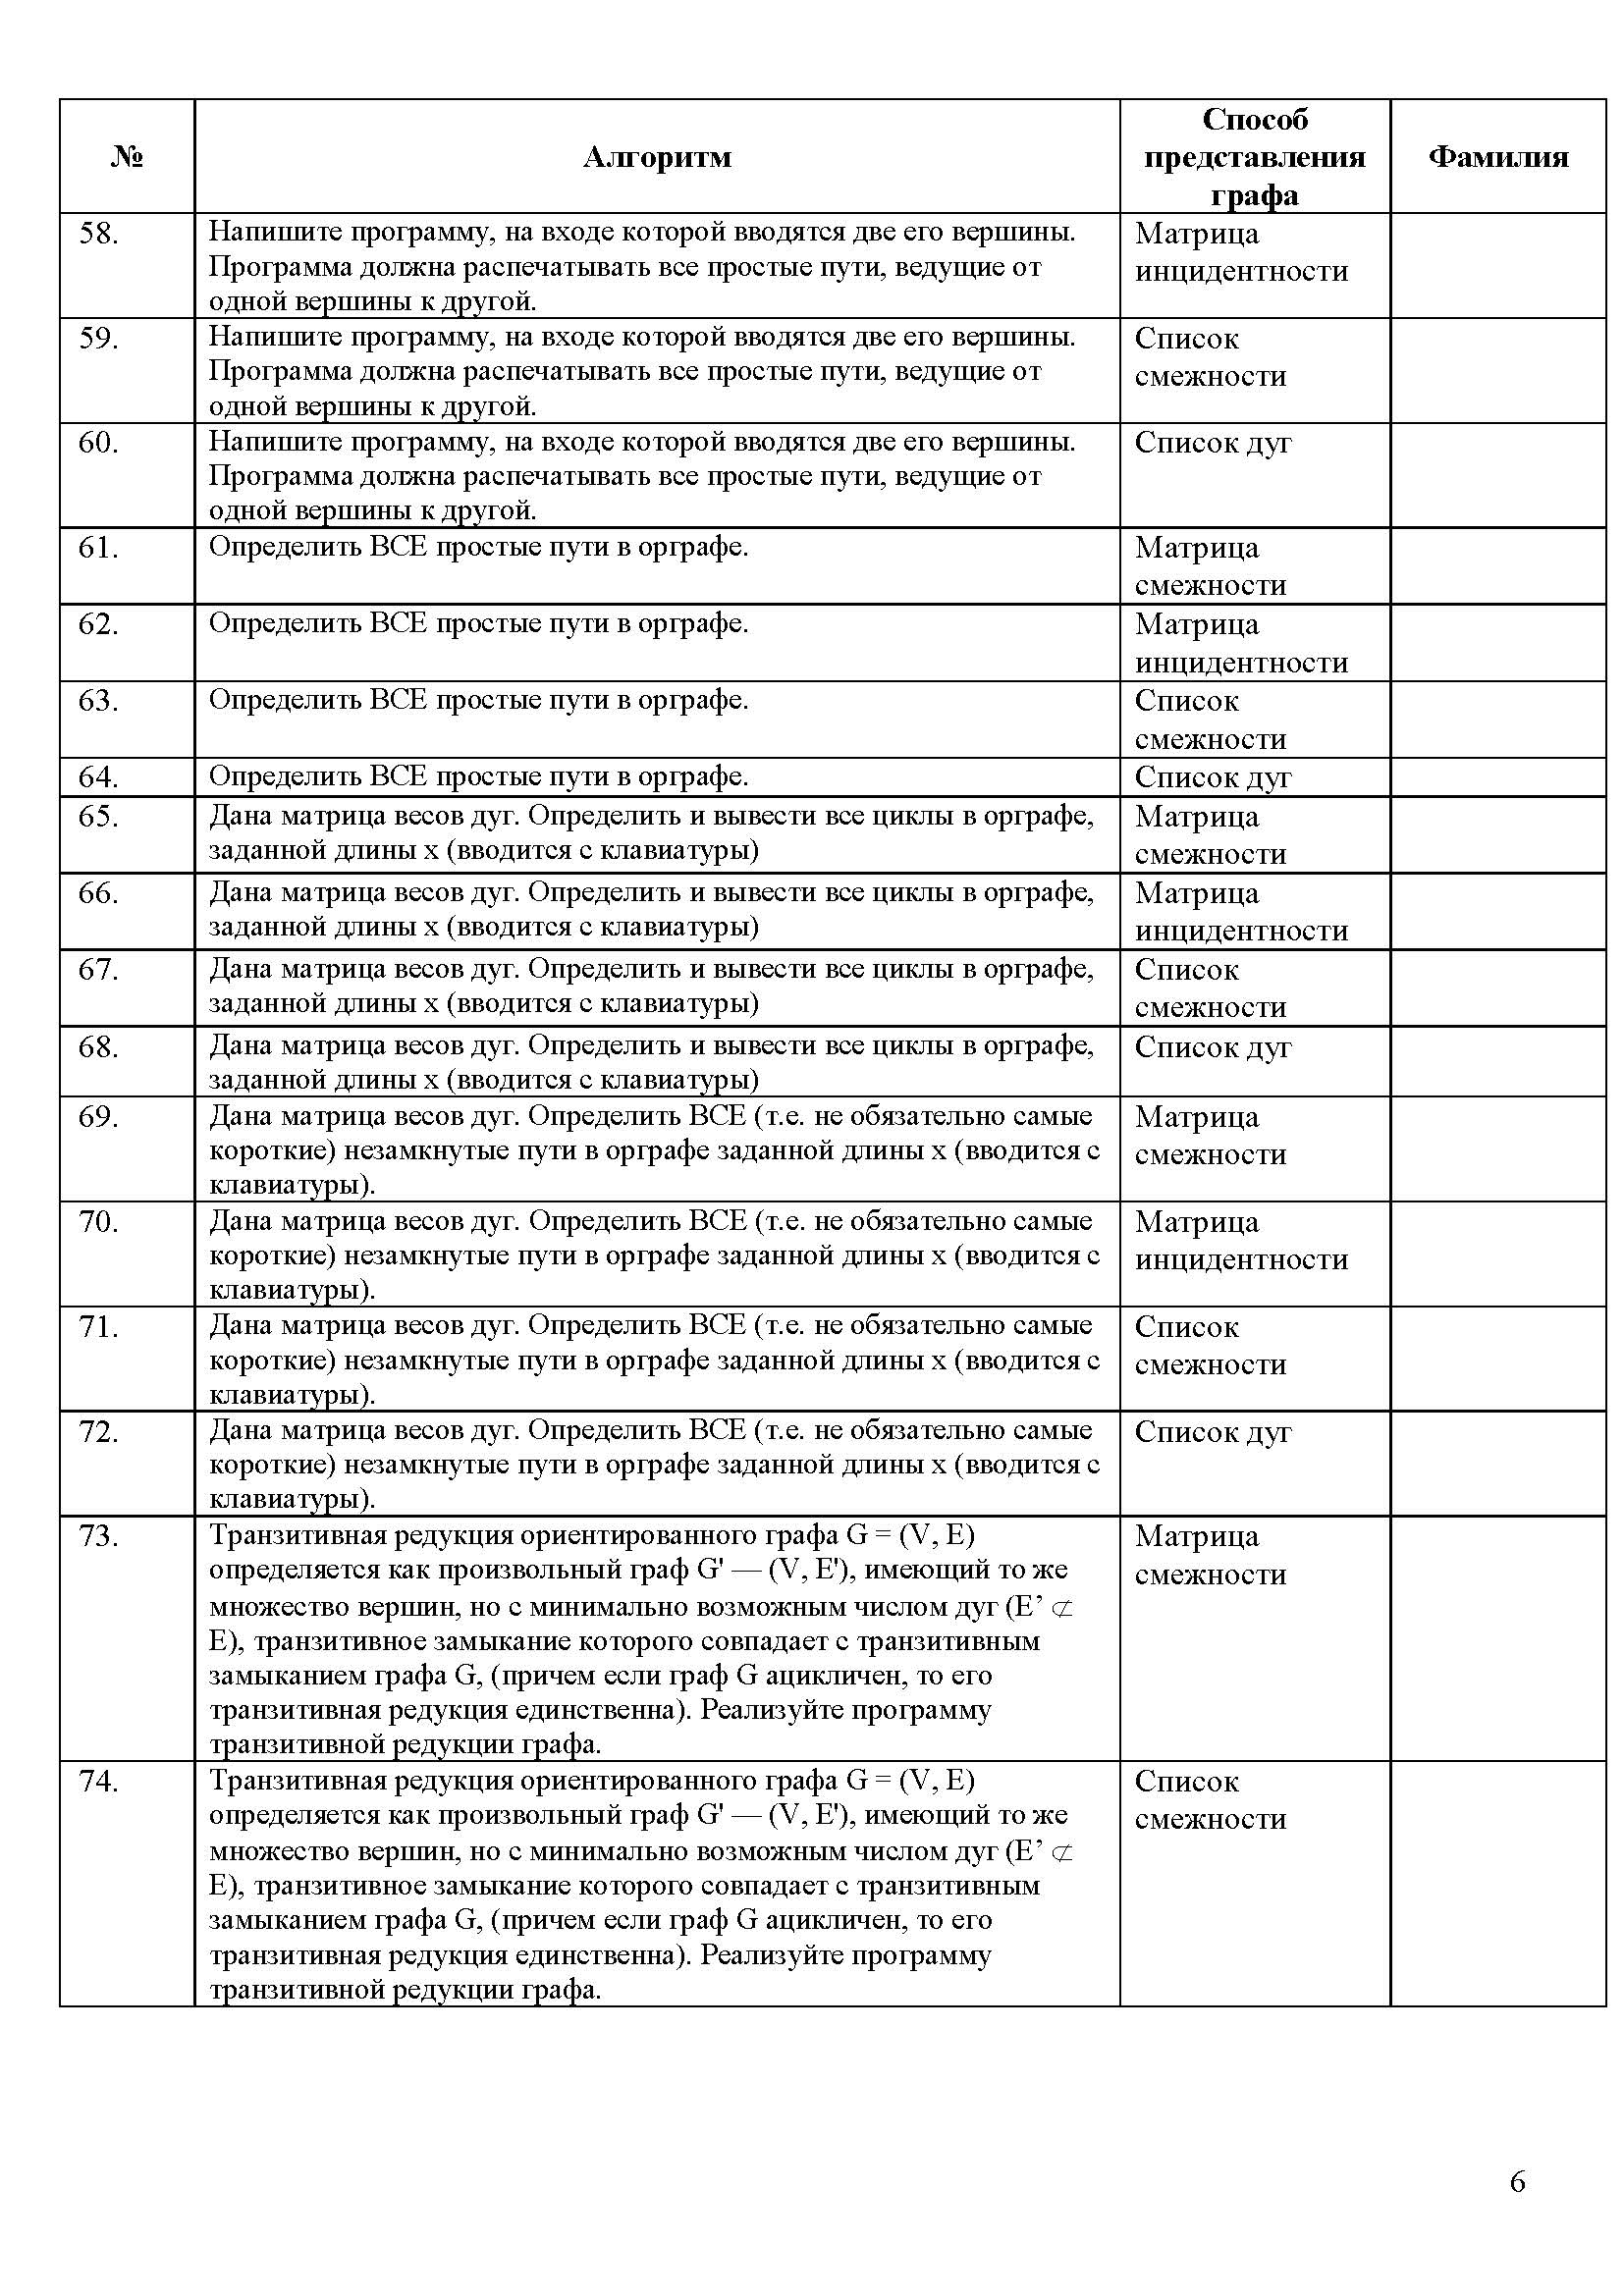 №
Алгоритм
Способ
представления
графа
Фамилия
58.
Напишите программу, на входе которой вводятся две его вершины.
Программа должна распечатывать все простые пути, ведущие от
одной вершины к другой.
Матрица
инцидентности
59.
Напишите программу, на входе которой вводятся две его вершины.
Программа должна распечатывать все простые пути, ведущие от
одной вершины к другой.
Список
смежности
60.
Напишите программу, на входе которой вводятся две его вершины.
Программа должна распечатывать все простые пути, ведущие от
одной вершины к другой.
Список дуг
61.
Определить ВСЕ простые пути в орграфе.
Матрица
смежности
62.
Определить ВСЕ простые пути в орграфе.
Матрица
инцидентности
63.
Определить ВСЕ простые пути в орграфе.
Список
смежности
64.
Определить ВСЕ простые пути в орграфе.
Список дуг
65.
Дана матрица весов дуг. Определить и вывести все циклы в орграфе,
заданной длины x (вводится с клавиатуры)
Матрица
смежности
66.
Дана матрица весов дуг. Определить и вывести все циклы в орграфе,
заданной длины x (вводится с клавиатуры)
Матрица
инцидентности
67.
Дана матрица весов дуг. Определить и вывести все циклы в орграфе,
заданной длины x (вводится с клавиатуры)
Список
смежности
68.
Дана матрица весов дуг. Определить и вывести все циклы в орграфе,
заданной длины x (вводится с клавиатуры)
Список дуг
69.
Дана матрица весов дуг. Определить ВСЕ (т.е. не обязательно самые
короткие) незамкнутые пути в орграфе заданной длины x (вводится с
клавиатуры).
Матрица
смежности
70.
Дана матрица весов дуг. Определить ВСЕ (т.е. не обязательно самые
короткие) незамкнутые пути в орграфе заданной длины x (вводится с
клавиатуры).
Матрица
инцидентности
71.
Дана матрица весов дуг. Определить ВСЕ (т.е. не обязательно самые
короткие) незамкнутые пути в орграфе заданной длины x (вводится с
клавиатуры).
Список
смежности
72.
Дана матрица весов дуг. Определить ВСЕ (т.е. не обязательно самые
короткие) незамкнутые пути в орграфе заданной длины x (вводится с
клавиатуры).
Список дуг
73.
Транзитивная редукция ориентированного графа G = (V, E)
определяется как произвольный граф G' — (V, E'), имеющий то же
множество вершин, но с минимально возможным числом дуг (E’ ⊄
E), транзитивное замыкание которого совпадает с транзитивным
замыканием графа G, (причем если граф G ацикличен, то его
транзитивная редукция единственна). Реализуйте программу
транзитивной редукции графа.
Матрица
смежности
74.
Транзитивная редукция ориентированного графа G = (V, E)
определяется как произвольный граф G' — (V, E'), имеющий то же
множество вершин, но с минимально возможным числом дуг (E’ ⊄
E), транзитивное замыкание которого совпадает с транзитивным
замыканием графа G, (причем если граф G ацикличен, то его
транзитивная редукция единственна). Реализуйте программу
транзитивной редукции графа.
Список
смежности
6